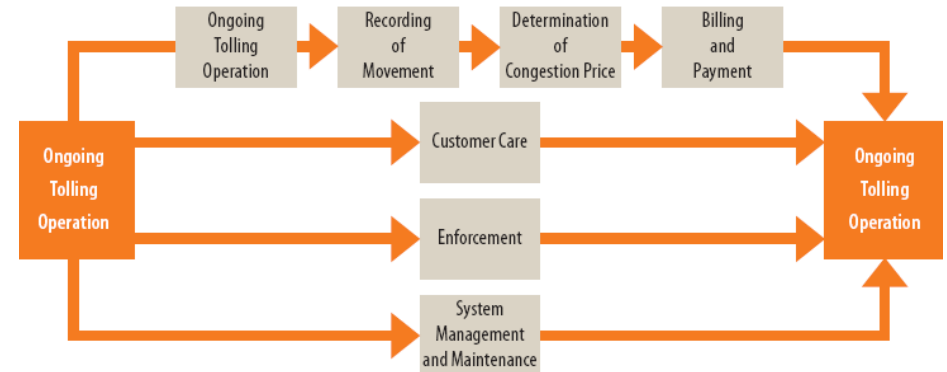 Ongoing
Tolling
Operation
Recording
of
Movement
Determination
of
Congestion Price
Billing
and
Payment
Ongoing
Tolling
Operation
Customer Care
Enforcement
System
Management
and Maintenance
Ongoing
Tolling
Operation